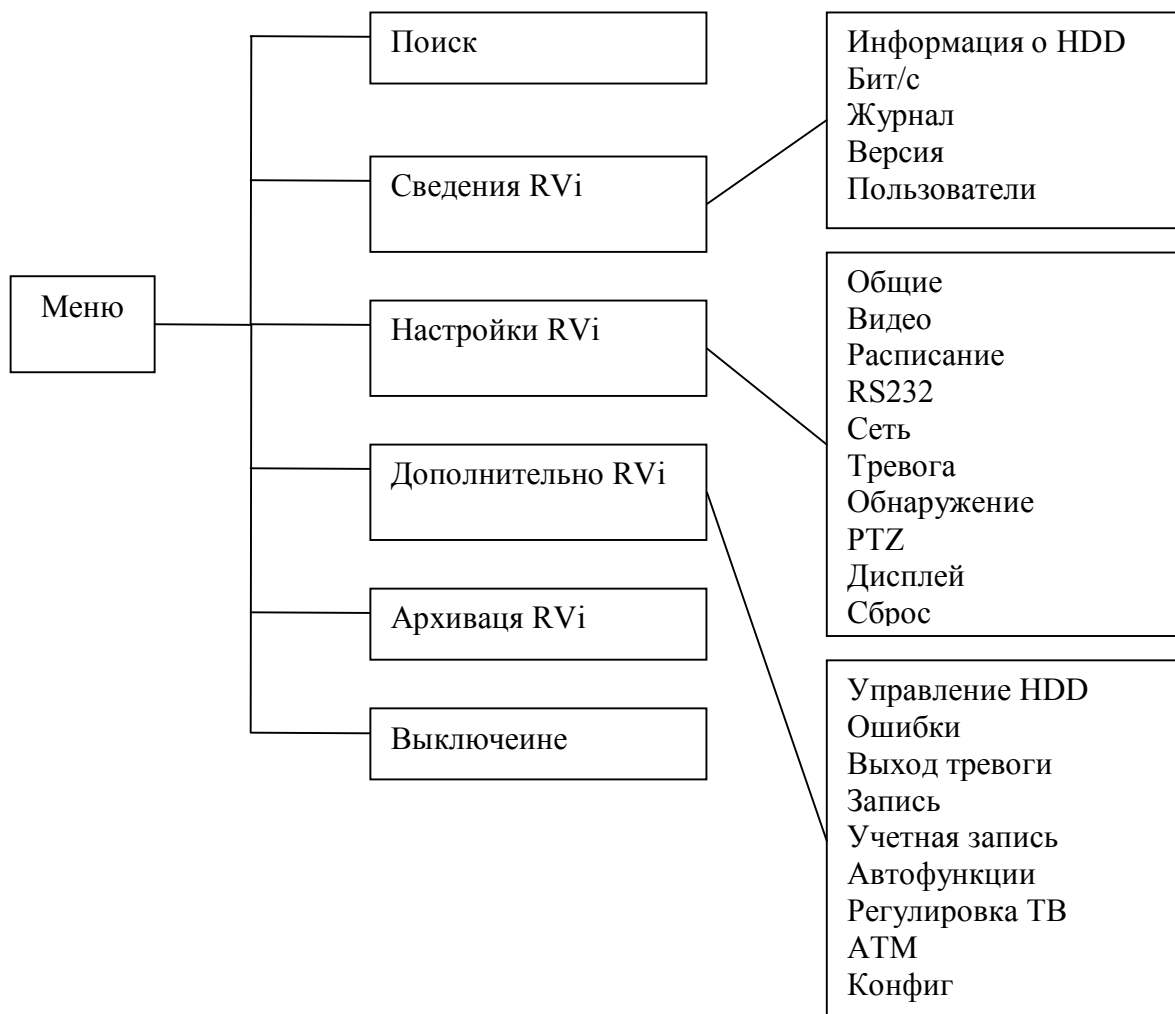 Меню
Поиск
Сведения RVi
Настройки RVi
Дополнительно RVi
Архиваця RVi
Выключеине
Информация о HDD
Бит/с
Журнал
Версия
Пользователи
Общие
Видео
Расписание
RS232
Сеть
Тревога
Обнаружение
PTZ
Дисплей
Сброс
Управление HDD
Ошибки
Выход тревоги
Запись
Учетная запись
Автофункции
Регулировка ТВ
АТМ
Конфиг